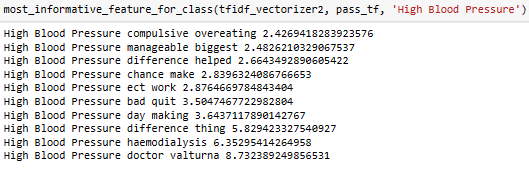 most_informative_feature_for_class(tfidf_vectorizer2, pass_tf, 'High Blood Pressure')
High Blood Pressure compulsive overeating 2.4269418283923576
High Blood Pressure manageable biggest 2.4826210329067537
High Blood Pressure difference helped 2.6643492890605422
High Blood Pressure chance make 2.8396324086766653
High Blood Pressure ect work 2.8764669784843404
High Blood Pressure bad quit 3.5047467722982804
High Blood Pressure day making 3.6437117890142767
High Blood Pressure difference thing 5.829423327540927
High Blood Pressure haemodialysis 6.35295414264958
High Blood Pressure doctor valturna 8.732389249856531